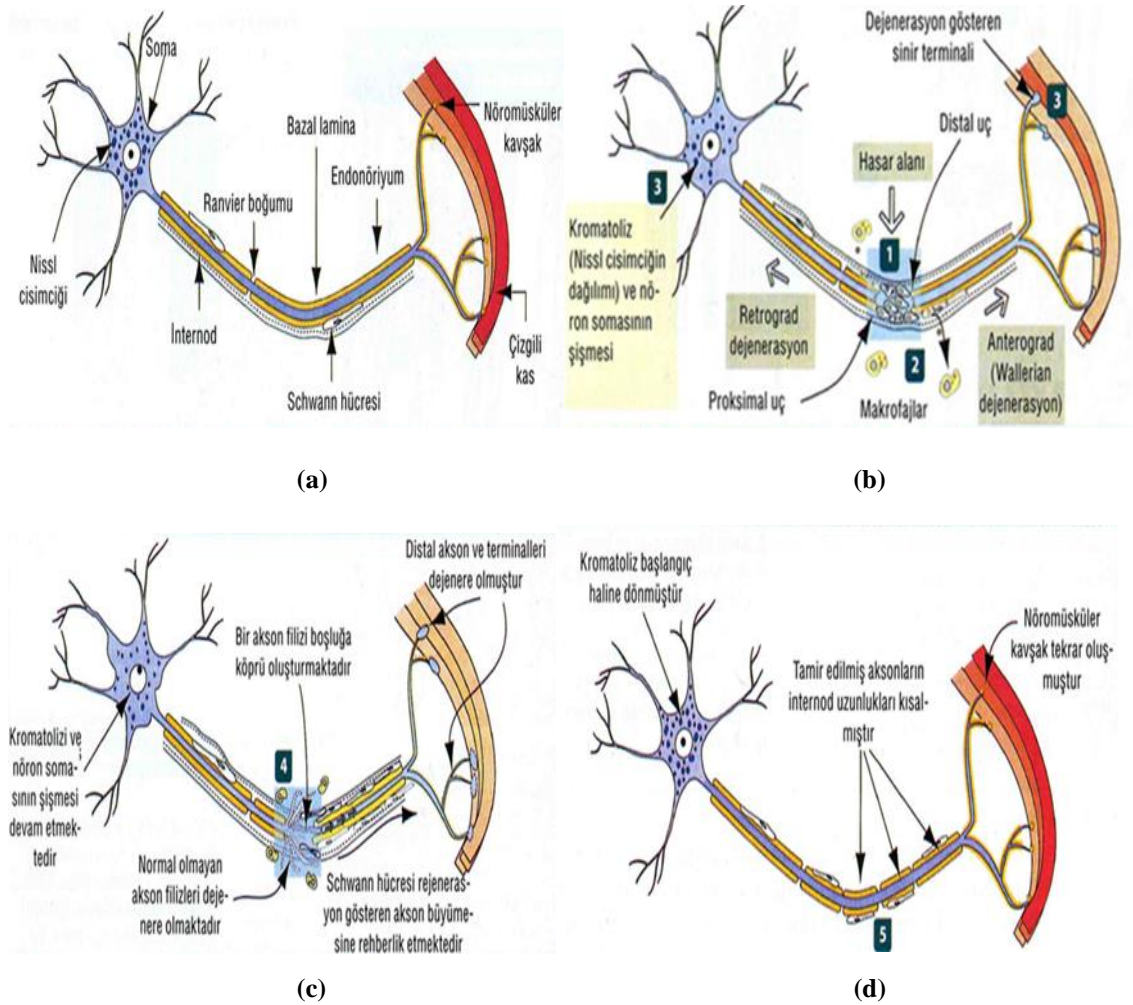 Soma
Nöromüsküler
kavşak
Bazal lamina
Endonöriyum
Ranvier boğumu
Nissl
cisimciği
İnternod
Çizgili
kas
Schwann hücresi
(a)
Dejenerasyon gösteren
sinir terminali
3
Distal uç
Hasar alanı
3
1
Kromatoliz
(Nissl cisimciğin
dağılımı) ve nö-
ron somasının
şişmesi
Retrograd
dejenerasyon
2
Anterograd
(Wallerian
dejenerasyon)
Proksimal uç
Makrofajlar
(b)
Distal akson ve terminalleri
dejenere olmuştur
Bir akson filizi boşluğa
köprü oluşturmaktadır
Kromatolizi ve
nöron soma-
sının şişmesi
devam etmek-
tedir
4
Normal olmayan
akson filizleri deje-
nere olmaktadır
Schwann hücresi rejeneras-
yon gösteren akson büyüme-
sine rehberlik etmektedir
(c)
Kromatoliz başlangıç
haline dönmüştür
Nöromüsküler
kavşak tekrar oluş-
muştur
Tamir edilmiş aksonların
internod uzunlukları kısal-
mıştır
5
(d)